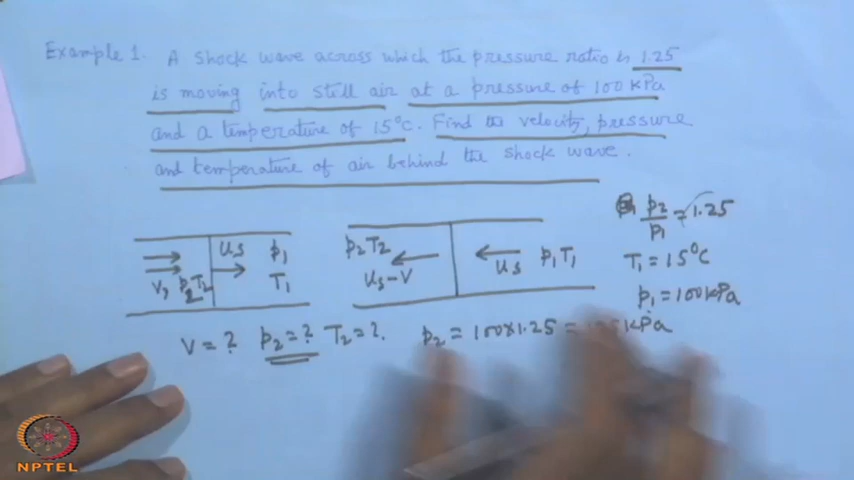 Example 1. A shock wave across which the pressure ratio is 1.25
is moving into still air at a pressure of 100 kPa
and a temperature of 15°C. Find the velocity, pressure
and temperature of air behind the shock wave.
p2/p1 = 1.25
T1 = 15°C
p1 = 100 kPa
V, p2 T2
Us
p1
T1
p2 T2
Us-V
Us
p1 T1
V = ? p2 = ? T2 = ? p2 = 100×1.25 = kPa
NPTEL